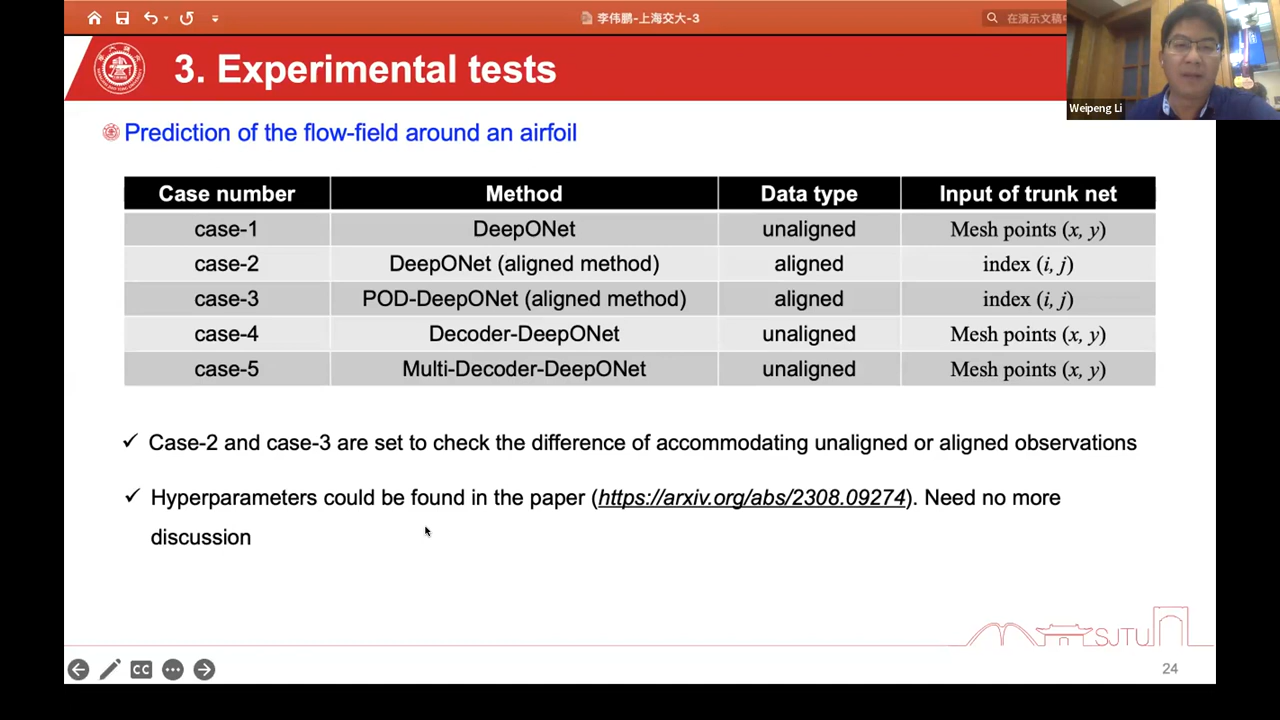 李伟鹏-上海交大-3
在演示文稿中
Weipeng Li
3. Experimental tests
Prediction of the flow-field around an airfoil
Case number Method Data type Input of trunk net
case-1 DeepONet unaligned Mesh points (x, y)
case-2 DeepONet (aligned method) aligned index (i, j)
case-3 POD-DeepONet (aligned method) aligned index (i, j)
case-4 Decoder-DeepONet unaligned Mesh points (x, y)
case-5 Multi-Decoder-DeepONet unaligned Mesh points (x, y)
✓ Case-2 and case-3 are set to check the difference of accommodating unaligned or aligned observations
✓ Hyperparameters could be found in the paper (https://arxiv.org/abs/2308.09274). Need no more
discussion
SJTU
CC
24